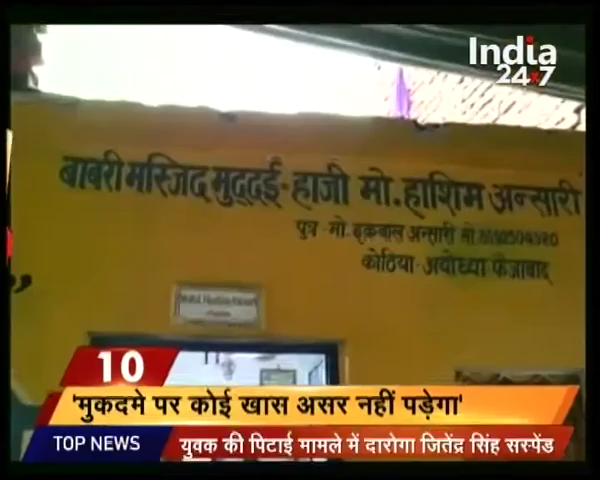 India
24x7
बाबरी मस्जिद मुद्दई-हाजी मो. हाशिम अन्सारी
पुत्र-मो. इकबाल अन्सारी मो.
कोठिया-अयोध्या फैजाबाद
10
'मुकदमे पर कोई खास असर नहीं पड़ेगा'
TOP NEWS
युवक की पिटाई मामले में दारोगा जितेंद्र सिंह सस्पेंड